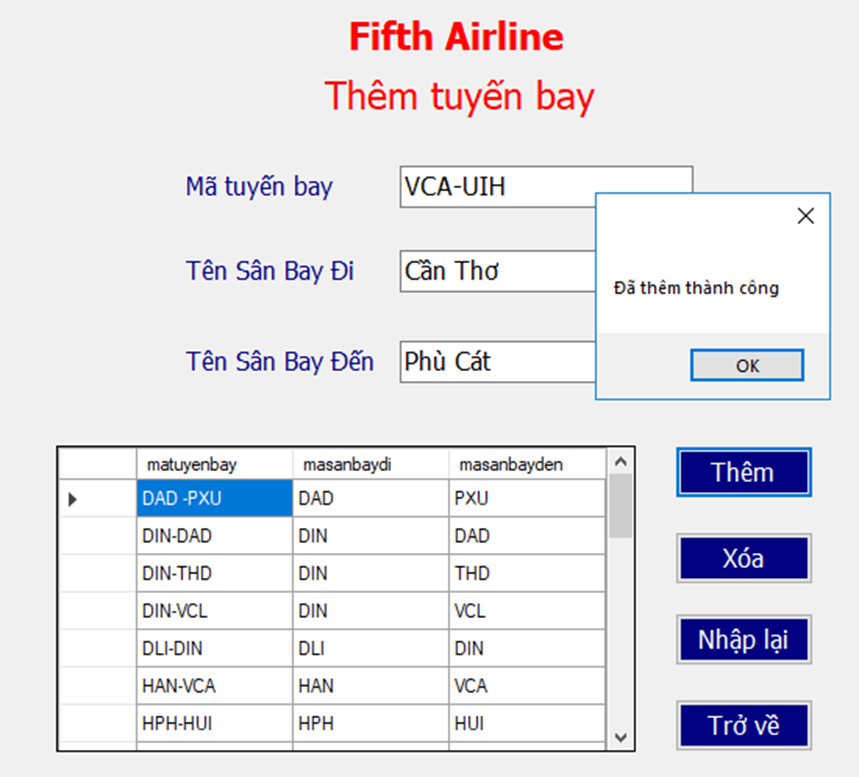 Fifth Airline
Thêm tuyến bay
Mã tuyến bay VCA-UIH
Tên Sân Bay Đi Cần Thơ
Tên Sân Bay Đến Phù Cát
Đã thêm thành công
OK
matuyenbay masanbaydi masanbayden
DAD -PXU DAD PXU
DIN-DAD DIN DAD
DIN-THD DIN THD
DIN-VCL DIN VCL
DLI-DIN DLI DIN
HAN-VCA HAN VCA
HPH-HUI HPH HUI
Thêm
Xóa
Nhập lại
Trở về